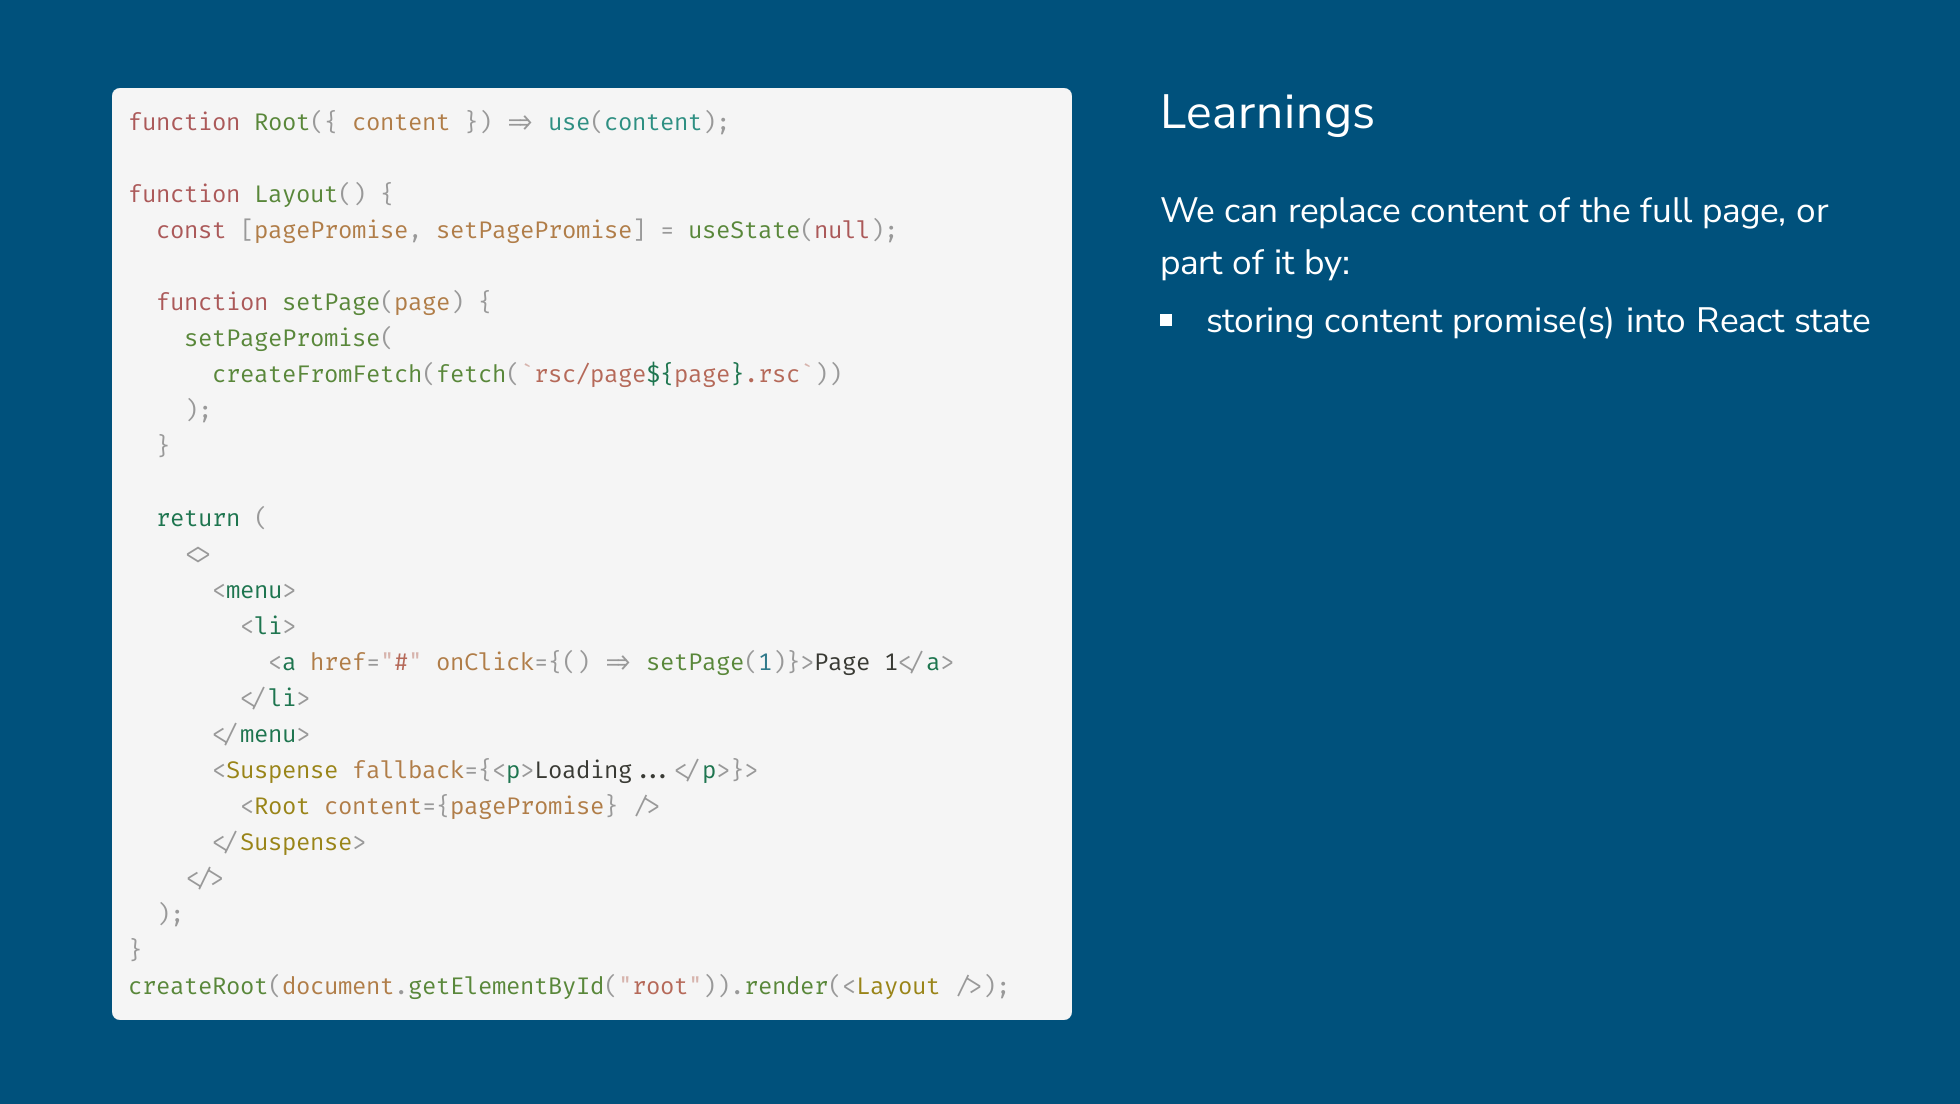 function Root({ content }) => use(content);

function Layout() {
  const [pagePromise, setPagePromise] = useState(null);

  function setPage(page) {
    setPagePromise(
      createFromFetch(fetch(`rsc/page${page}.rsc`))
    );
  }

  return (
    <>
      <menu>
        <li>
          <a href="#" onClick={() => setPage(1)}>Page 1</a>
        </li>
      </menu>
      <Suspense fallback={<p>Loading...</p>}>
        <Root content={pagePromise} />
      </Suspense>
    </>
  );
}
createRoot(document.getElementById("root")).render(<Layout />);
Learnings
We can replace content of the full page, or
part of it by:
▪ storing content promise(s) into React state